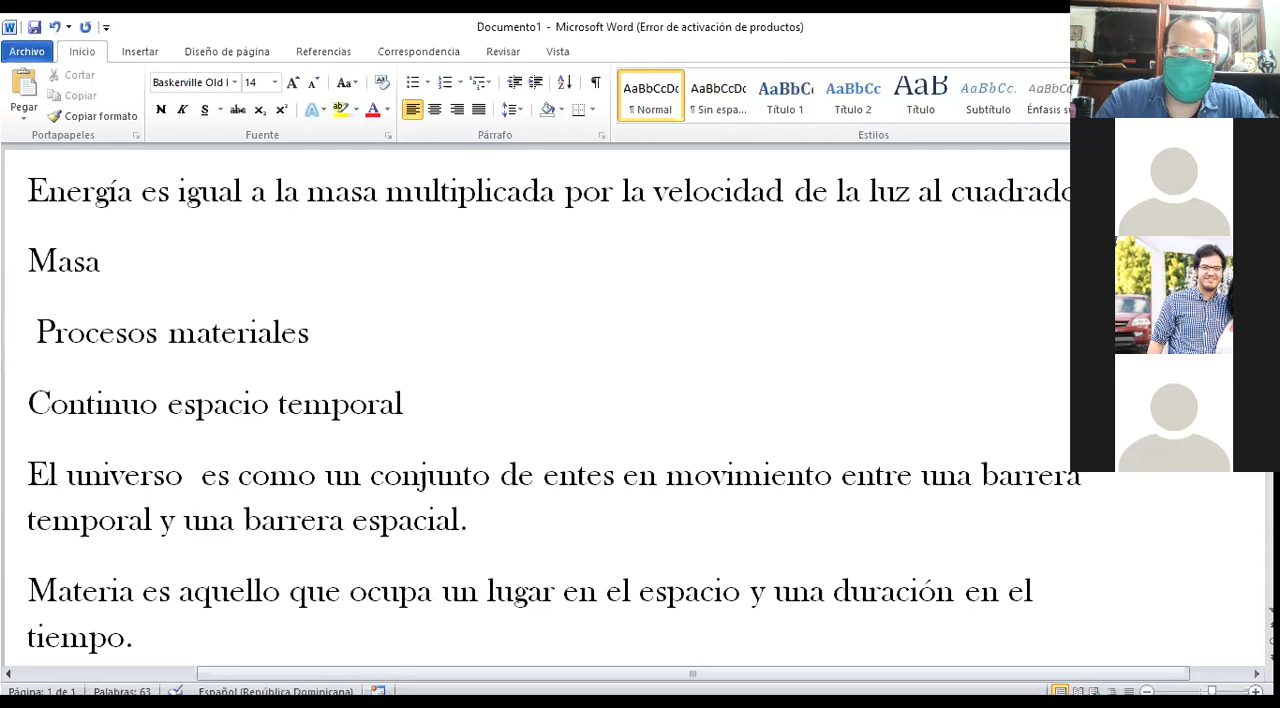 Documento1 - Microsoft Word (Error de activación de productos)
Archivo Inicio Insertar Diseño de página Referencias Correspondencia Revisar Vista
Pegar
Cortar
Copiar
Copiar formato
Portapapeles
Baskerville Old 14
Fuente
Párrafo
AaBbCcDc AaBbCcDc AaBbC AaBbCc AaB AaBbCc. AaBbCc
¶ Normal ¶ Sin espa... Título 1 Título 2 Título Subtítulo Énfasis
Estilos
Energía es igual a la masa multiplicada por la velocidad de la luz al cuadrado
Masa
Procesos materiales
Continuo espacio temporal
El universo es como un conjunto de entes en movimiento entre una barrera
temporal y una barrera espacial.
Materia es aquello que ocupa un lugar en el espacio y una duración en el
tiempo.
Página: 1 de 1 Palabras: 63 Español (República Dominicana)